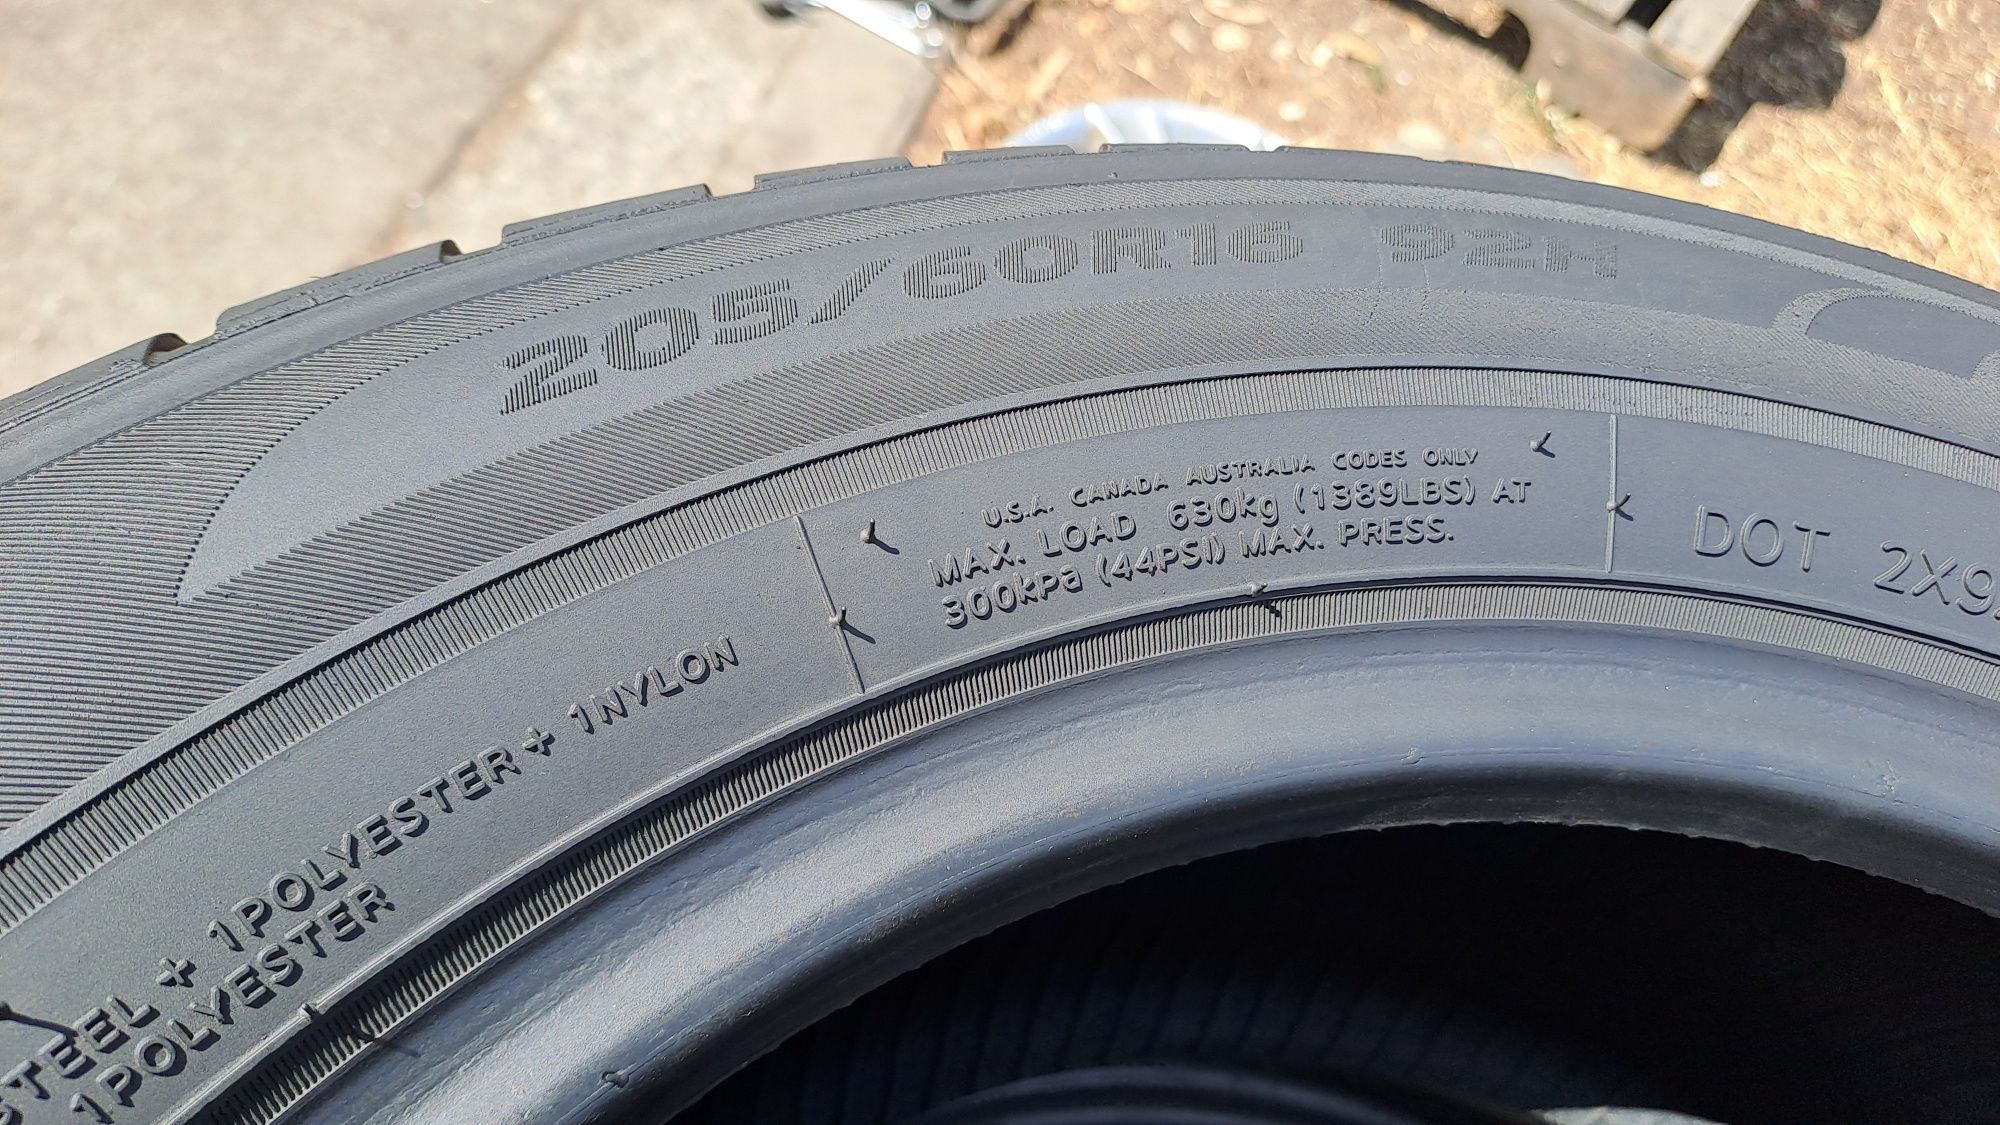 205/60R16 92H
U.S.A. CANADA AUSTRALIA CODES ONLY
MAX. LOAD 630kg (1389LBS) AT
300kPa (44PSI) MAX. PRESS.
DOT 2X9
STEEL + 1POLYESTER + 1NYLON
1POLYESTER